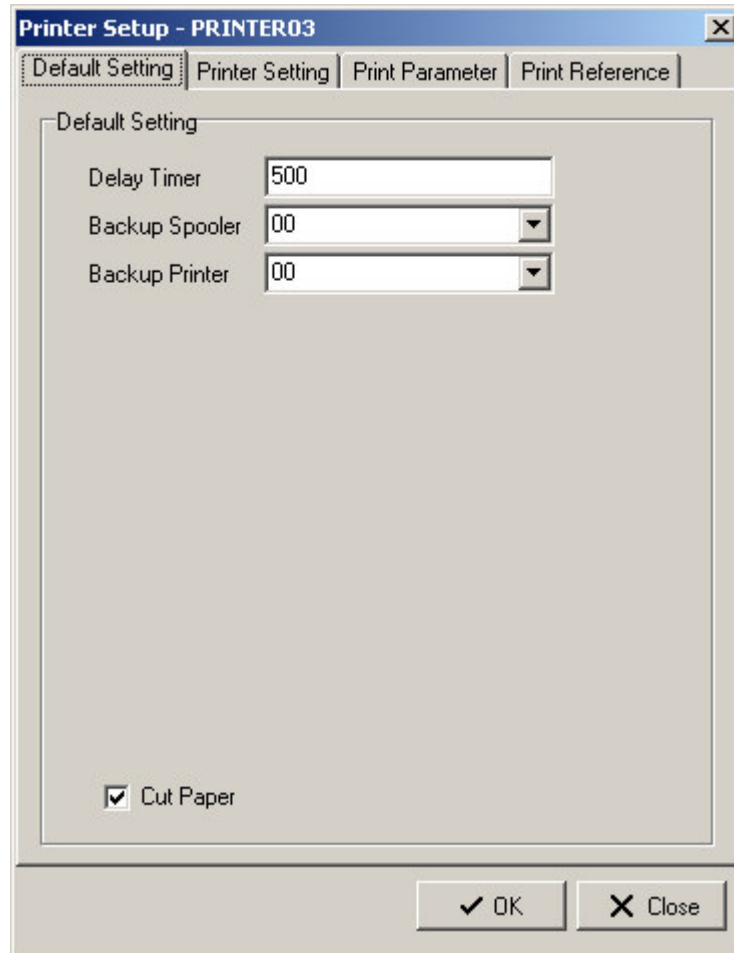 Printer Setup - PRINTER03
Default Setting Printer Setting Print Parameter Print Reference
Default Setting
Delay Timer 500
Backup Spooler 00
Backup Printer 00
Cut Paper
OK Close